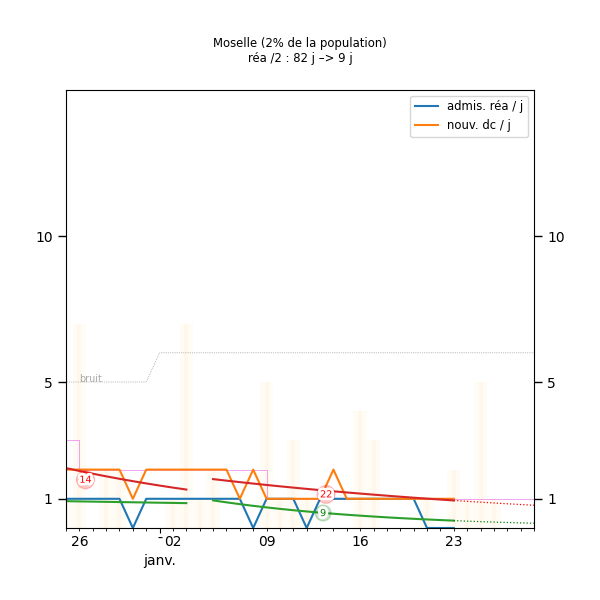 Moselle (2% de la population)
réa /2 : 82 j –> 9 j
admis. réa / j
nouv. dc / j
10 10
5 5
bruit
14
22
9
1 1
26 02 09 16 23
janv.